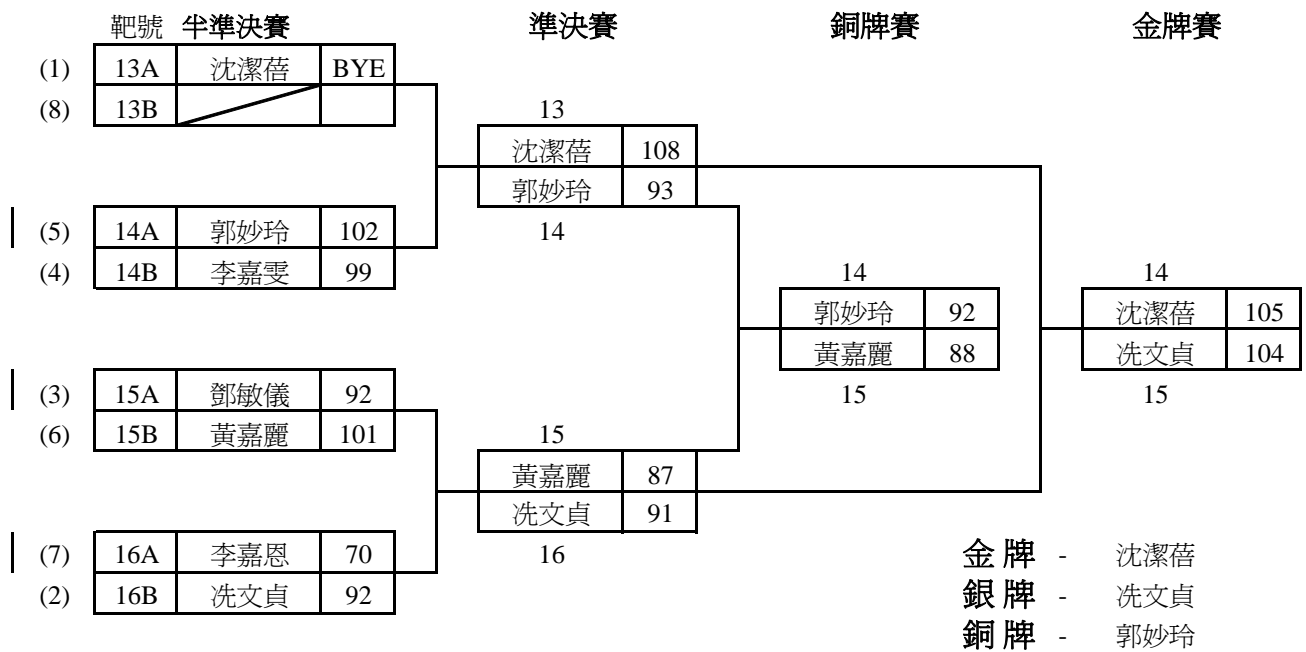 靶號 半準決賽 準決賽 銅牌賽 金牌賽
(1) 13A 沈潔蓓 BYE
(8) 13B 13
沈潔蓓 108
郭妙玲 93
(5) 14A 郭妙玲 102 14
(4) 14B 李嘉雯 99 14 14
郭妙玲 92 沈潔蓓 105
黃嘉麗 88 冼文貞 104
(3) 15A 鄧敏儀 92 15 15
(6) 15B 黃嘉麗 101 15
黃嘉麗 87
冼文貞 91
(7) 16A 李嘉恩 70 16 金牌 - 沈潔蓓
(2) 16B 冼文貞 92 銀牌 - 冼文貞
銅牌 - 郭妙玲